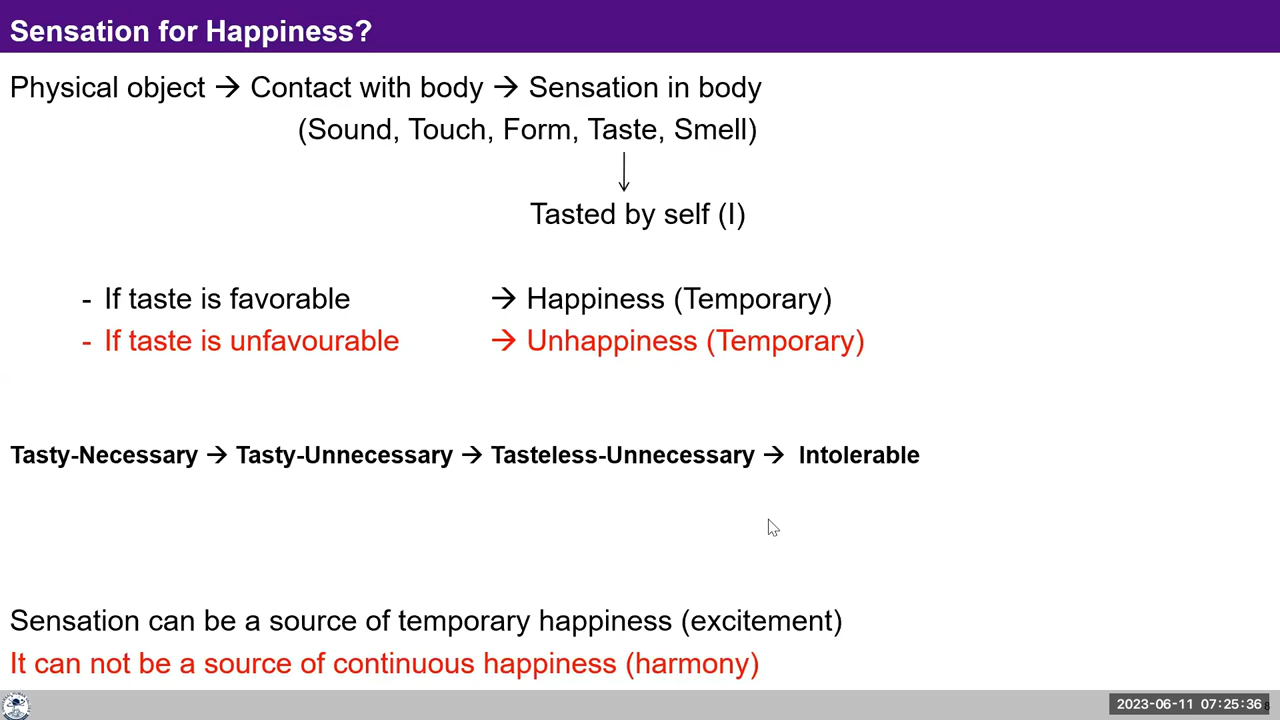 Sensation for Happiness?
Physical object → Contact with body → Sensation in body
(Sound, Touch, Form, Taste, Smell)
Tasted by self (I)
- If taste is favorable → Happiness (Temporary)
- If taste is unfavourable → Unhappiness (Temporary)
Tasty-Necessary → Tasty-Unnecessary → Tasteless-Unnecessary → Intolerable
Sensation can be a source of temporary happiness (excitement)
It can not be a source of continuous happiness (harmony)
2023-06-11 07:25:36
8